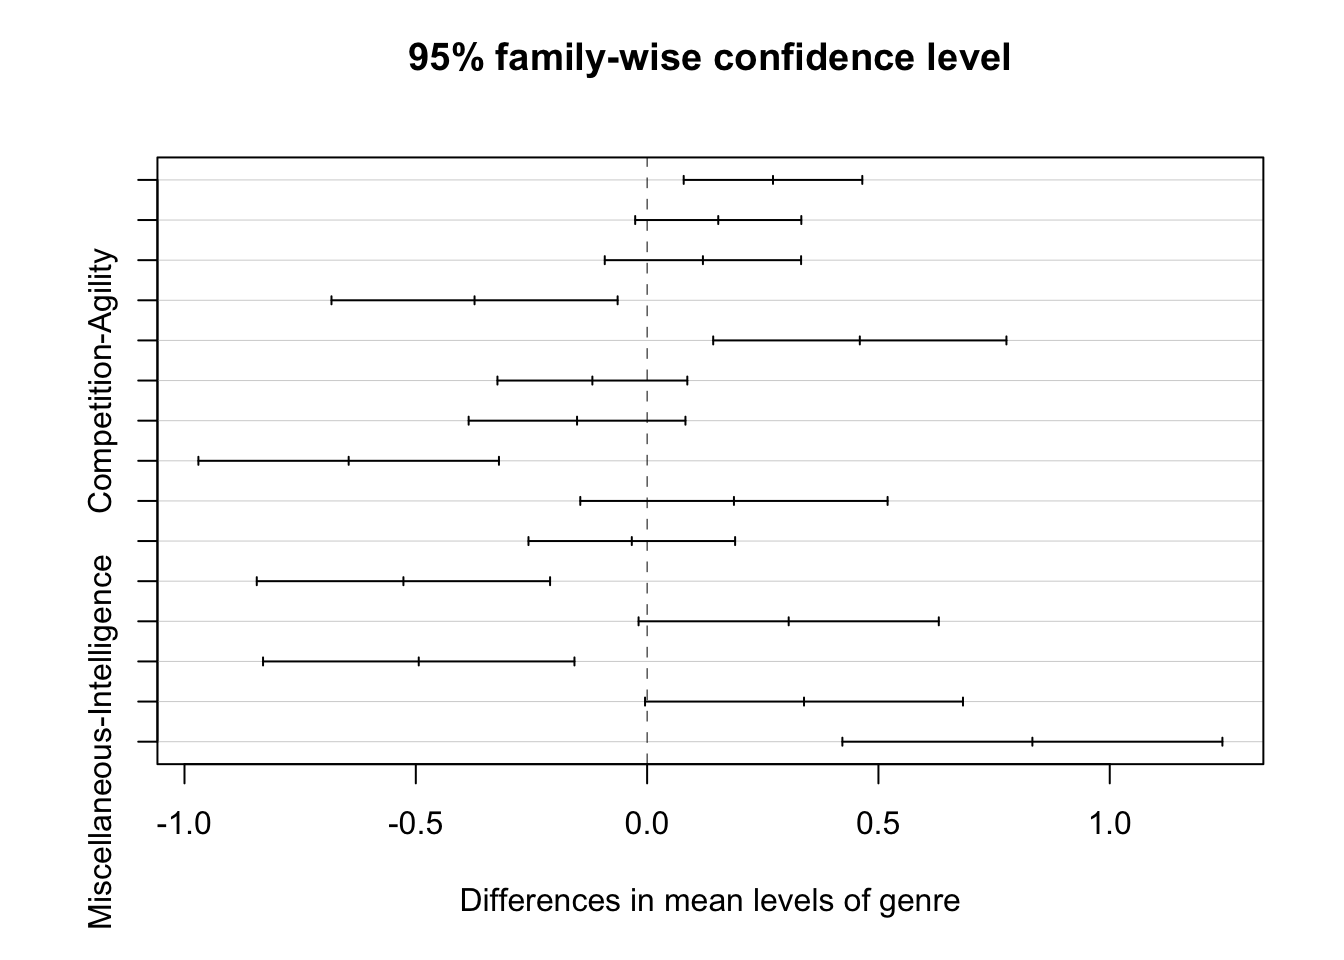 95% family-wise confidence level
Competition-Agility
Miscellaneous-Intelligence
-1.0 -0.5 0.0 0.5 1.0
Differences in mean levels of genre